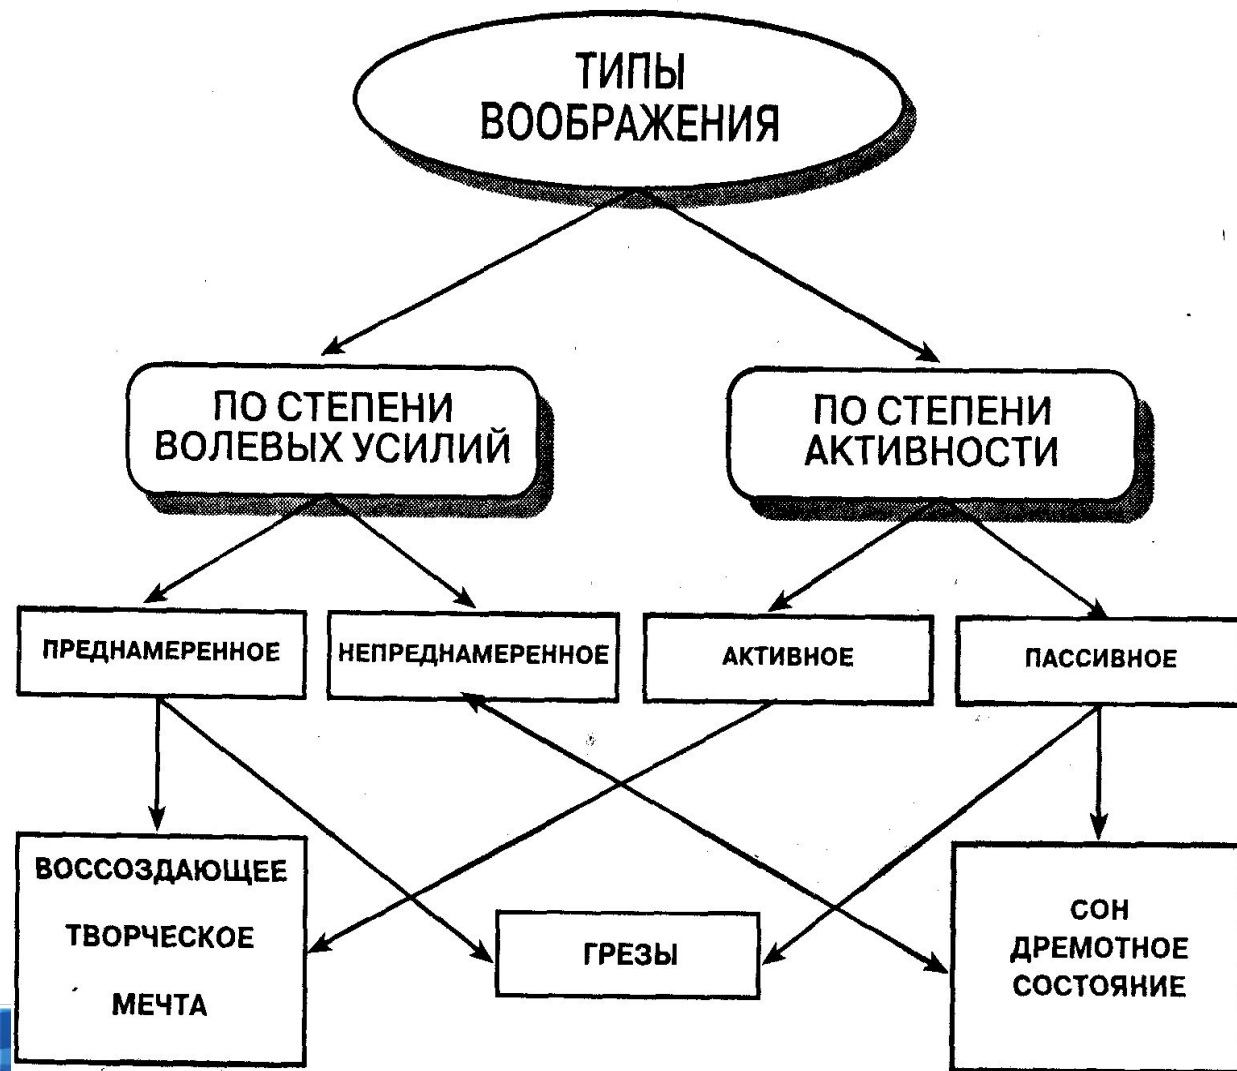 ТИПЫ
ВООБРАЖЕНИЯ
ПО СТЕПЕНИ
ВОЛЕВЫХ УСИЛИЙ
ПО СТЕПЕНИ
АКТИВНОСТИ
ПРЕДНАМЕРЕННОЕ
НЕПРЕДНАМЕРЕННОЕ
АКТИВНОЕ
ПАССИВНОЕ
ВОССОЗДАЮЩЕЕ
ТВОРЧЕСКОЕ
МЕЧТА
ГРЕЗЫ
СОН
ДРЕМОТНОЕ
СОСТОЯНИЕ